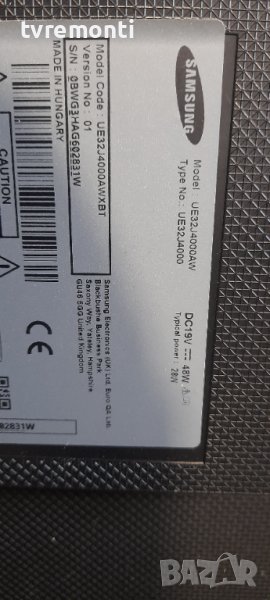 tvremonti
SAMSUNG
Model : UE32J4000AW
Type No : UE32J4000
DC19V 48W
Typical power : 28W
Model Code : UE32J4000AWXBT
Version No : 01
S/N : 0BWG3HAG602831W
MADE IN HUNGARY
Samsung Electronics (UK) Ltd, Euro QA Lab.
Blackbushe Business Park
Saxony Way, Yateley, Hampshire
GU46 6GG United Kingdom
CAUTION
CE
02831W
bazar